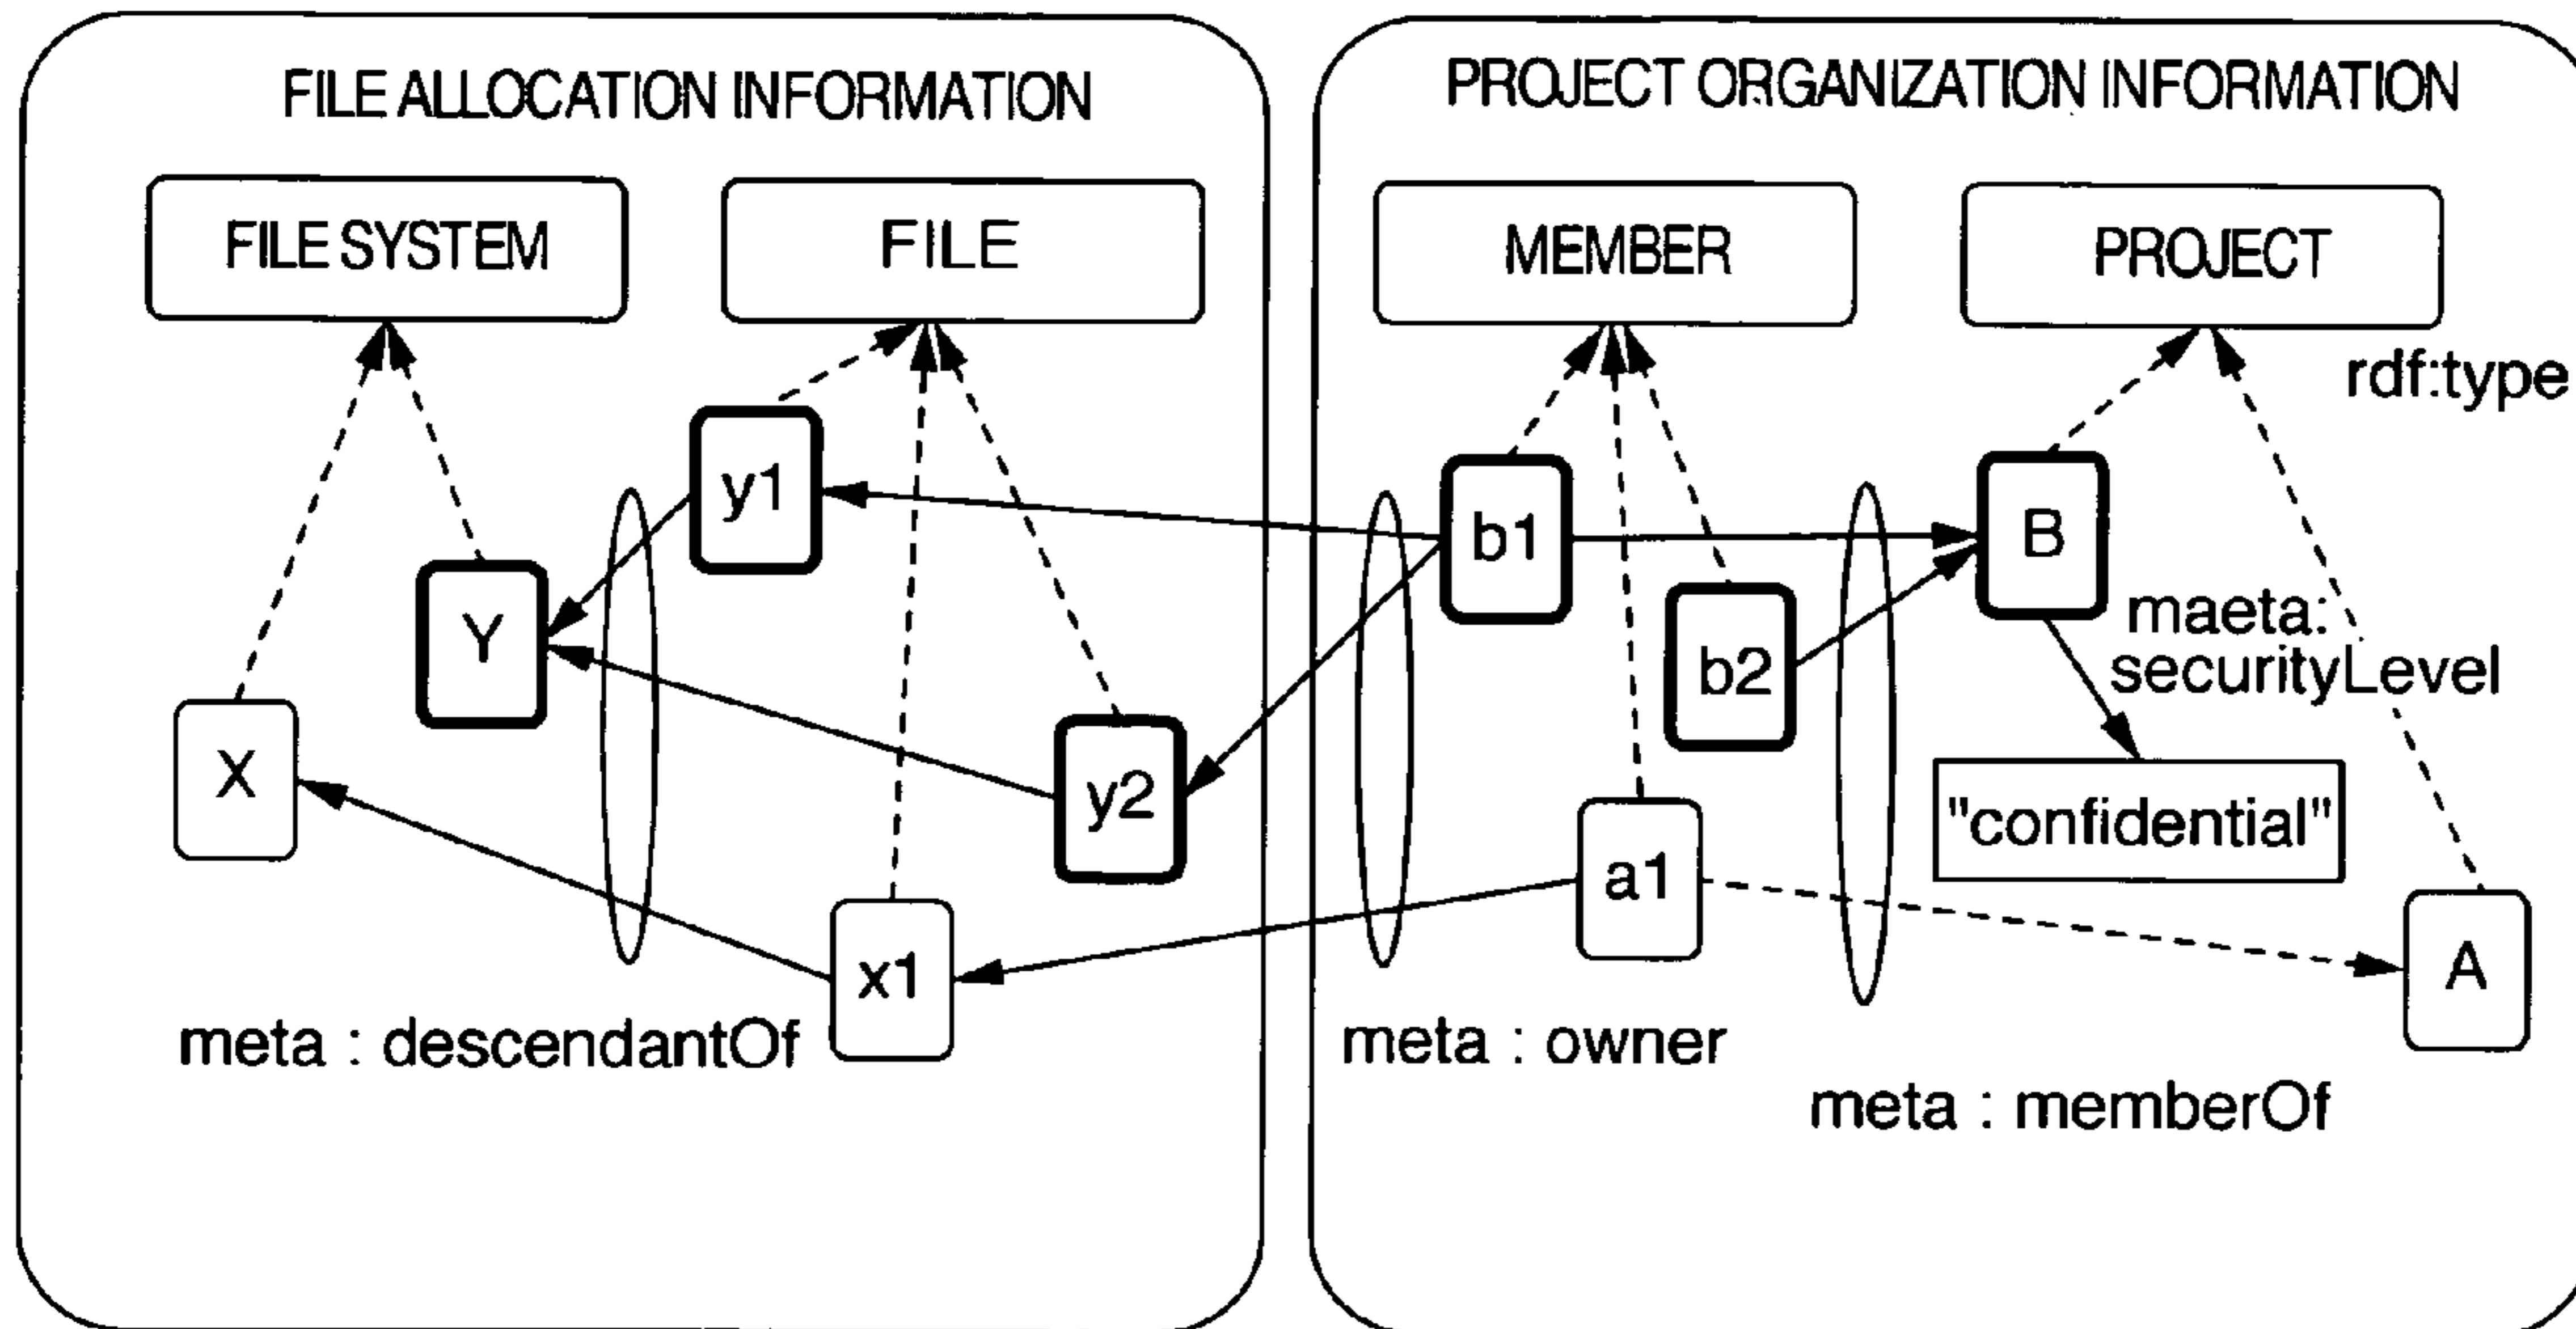 FILE ALLOCATION INFORMATION
FILE SYSTEM
FILE
y1
Y
X
y2
x1
meta : descendantOf
PROJECT ORGANIZATION INFORMATION
MEMBER
PROJECT
rdf:type
b1
B
b2
maeta:
securityLevel
"confidential"
a1
A
meta : owner
meta : memberOf